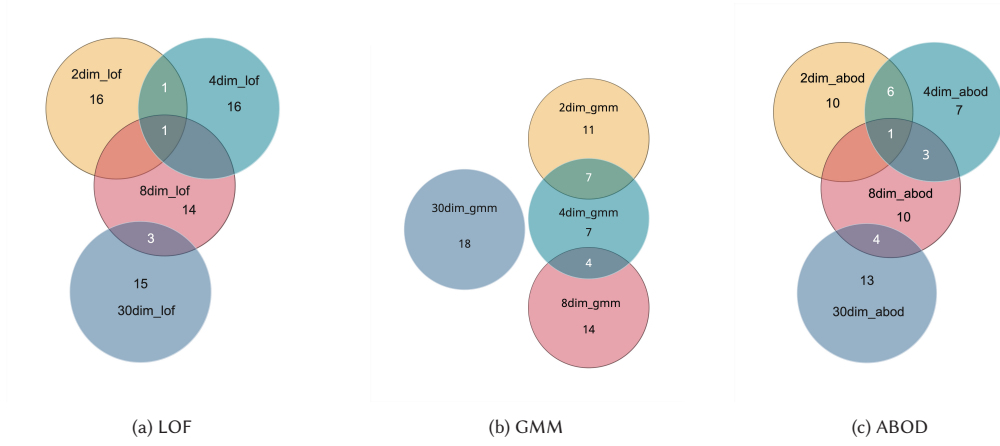 2dim_lof
16
1
4dim_lof
16
1
8dim_lof
14
3
15
30dim_lof
(a) LOF
2dim_gmm
11
7
30dim_gmm
18
4dim_gmm
7
4
8dim_gmm
14
(b) GMM
2dim_abod
10
6
4dim_abod
7
1
3
8dim_abod
10
4
13
30dim_abod
(c) ABOD